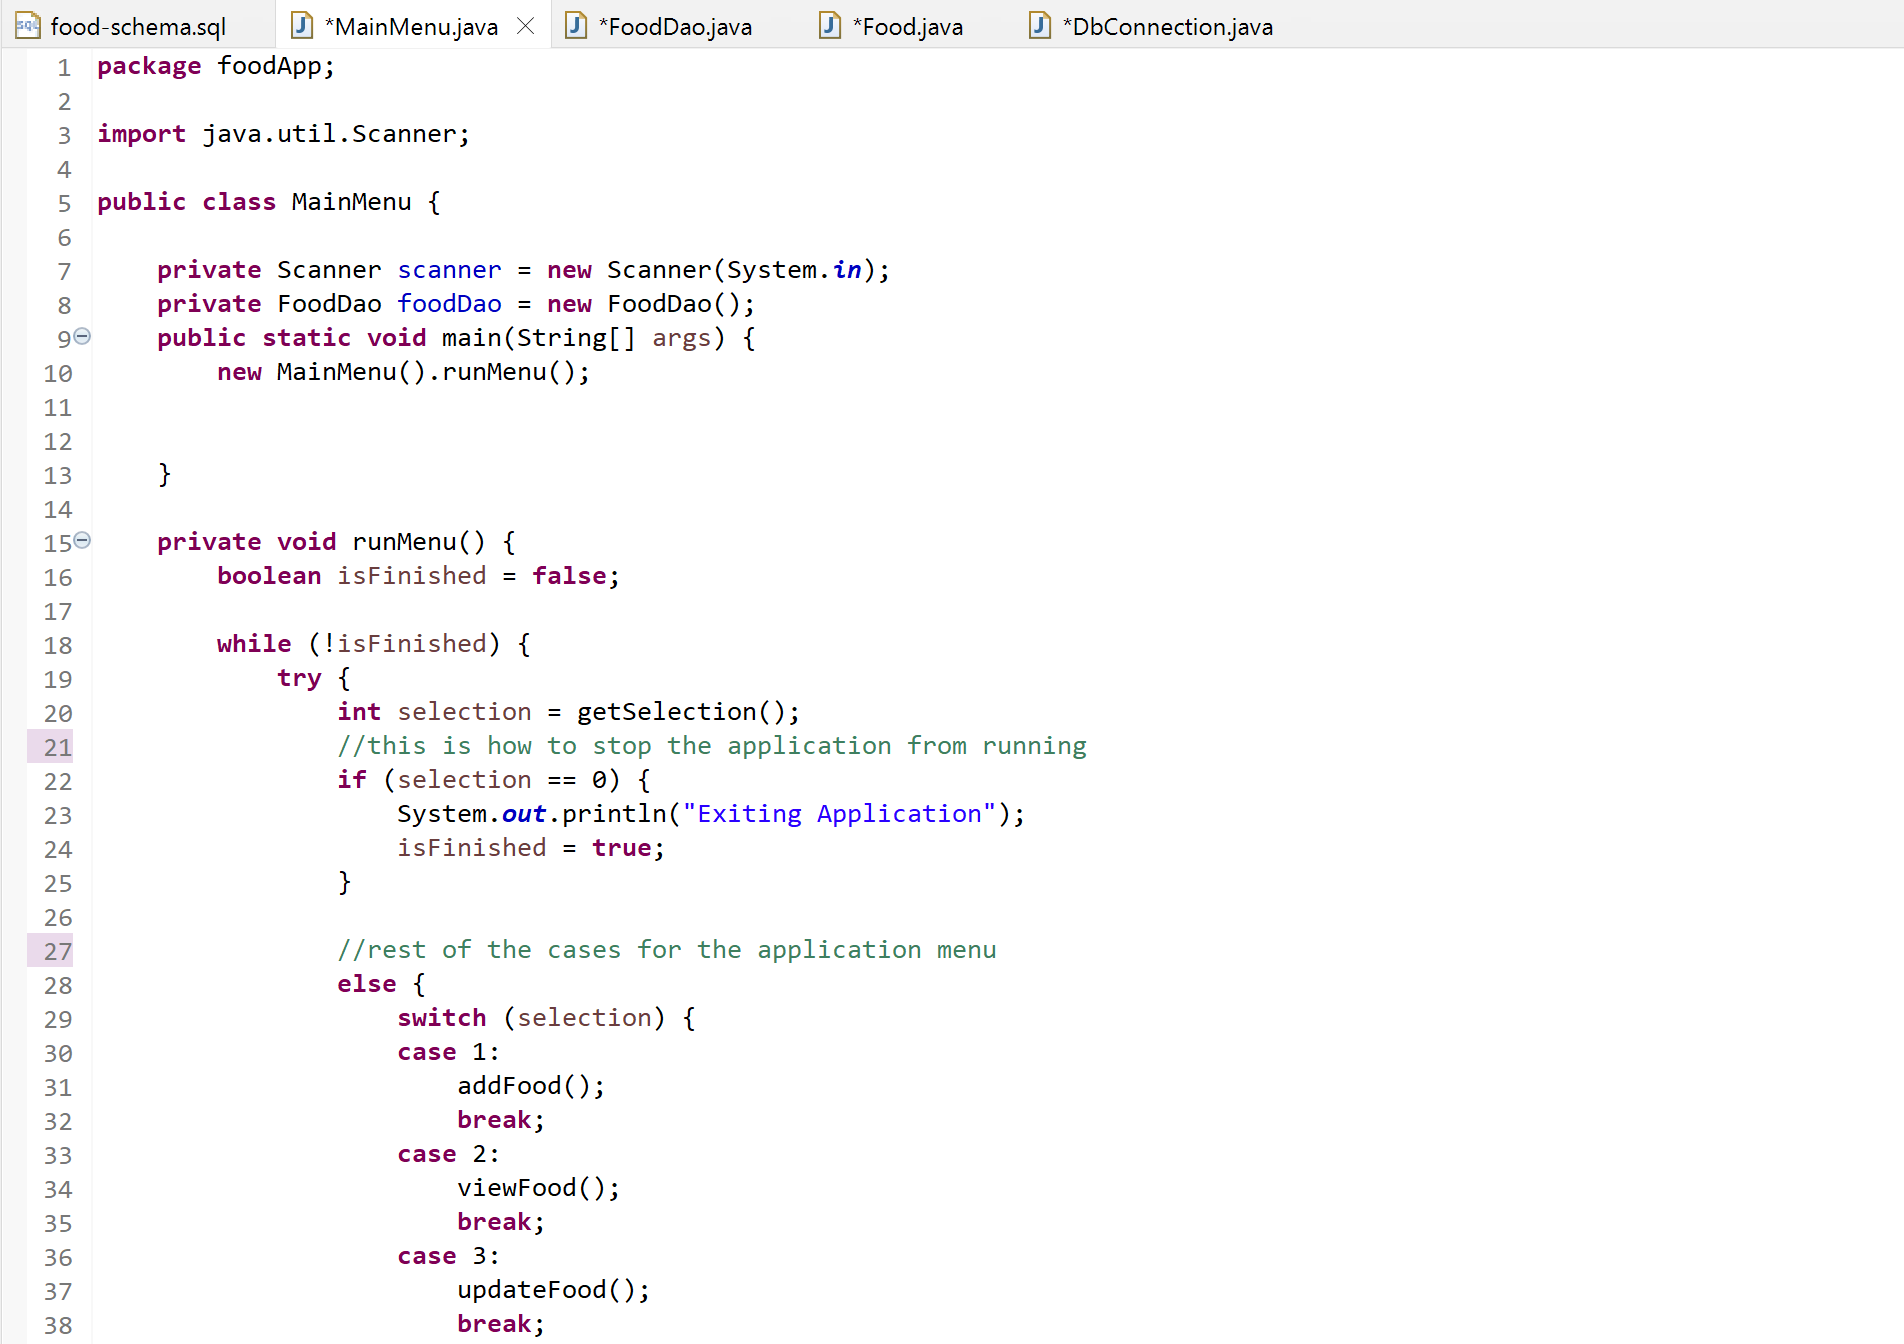 food-schema.sql *MainMenu.java *FoodDao.java *Food.java *DbConnection.java
1 package foodApp;
2
3 import java.util.Scanner;
4
5 public class MainMenu {
6
7     private Scanner scanner = new Scanner(System.in);
8     private FoodDao foodDao = new FoodDao();
9     public static void main(String[] args) {
10         new MainMenu().runMenu();
11
12
13     }
14
15     private void runMenu() {
16         boolean isFinished = false;
17
18         while (!isFinished) {
19             try {
20                 int selection = getSelection();
21                 //this is how to stop the application from running
22                 if (selection == 0) {
23                     System.out.println("Exiting Application");
24                     isFinished = true;
25                 }
26
27                 //rest of the cases for the application menu
28                 else {
29                     switch (selection) {
30                     case 1:
31                         addFood();
32                         break;
33                     case 2:
34                         viewFood();
35                         break;
36                     case 3:
37                         updateFood();
38                         break;